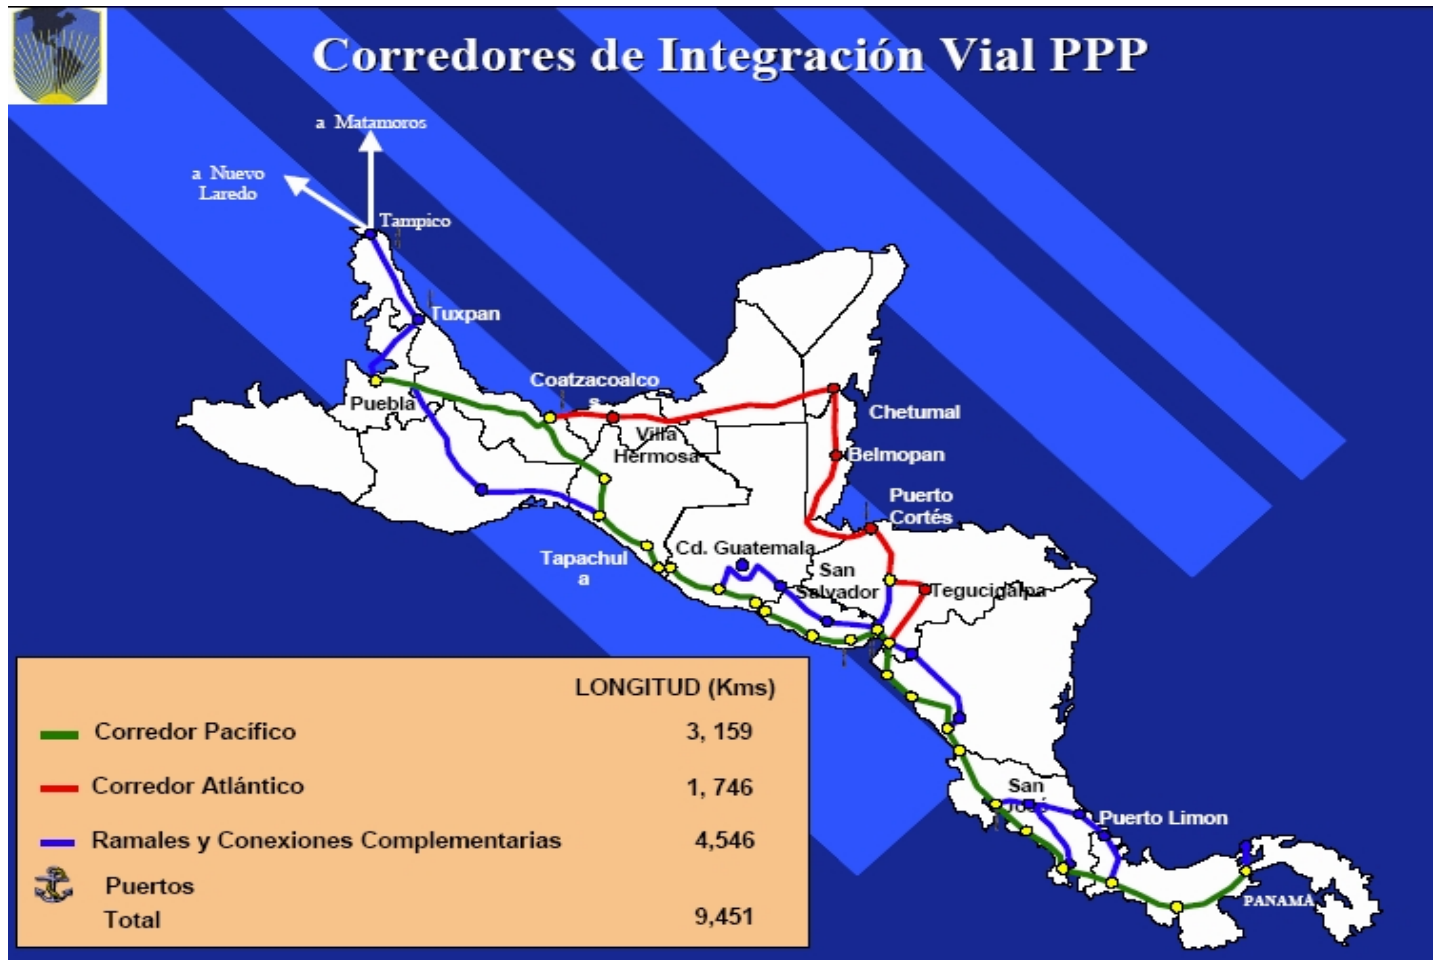 Corredores de Integración Vial PPP
a Matamoros
a Nuevo
Laredo
Tampico
Tuxpan
Coatzacoalco
s
Puebla
Villa
Hermosa
Chetumal
Belmopan
Puerto
Cortés
Tapachul
a
Cd. Guatemala
San
Salvador
Tegucigalpa
San
José
Puerto Limon
PANAMÁ
LONGITUD (Kms)
Corredor Pacífico 3, 159
Corredor Atlántico 1, 746
Ramales y Conexiones Complementarias 4,546
Puertos
Total 9,451